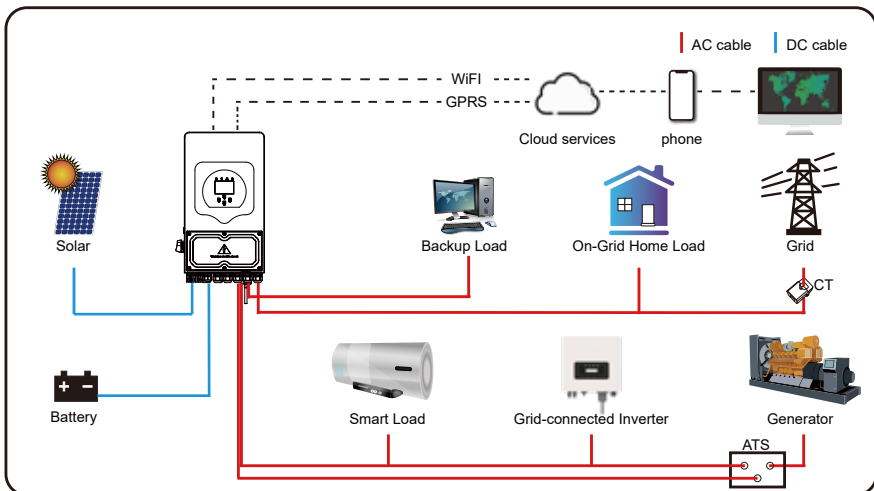 AC cable
DC cable
WiFI
GPRS
Cloud services
phone
Solar
Backup Load
On-Grid Home Load
Grid
CT
Battery
Smart Load
Grid-connected Inverter
Generator
ATS